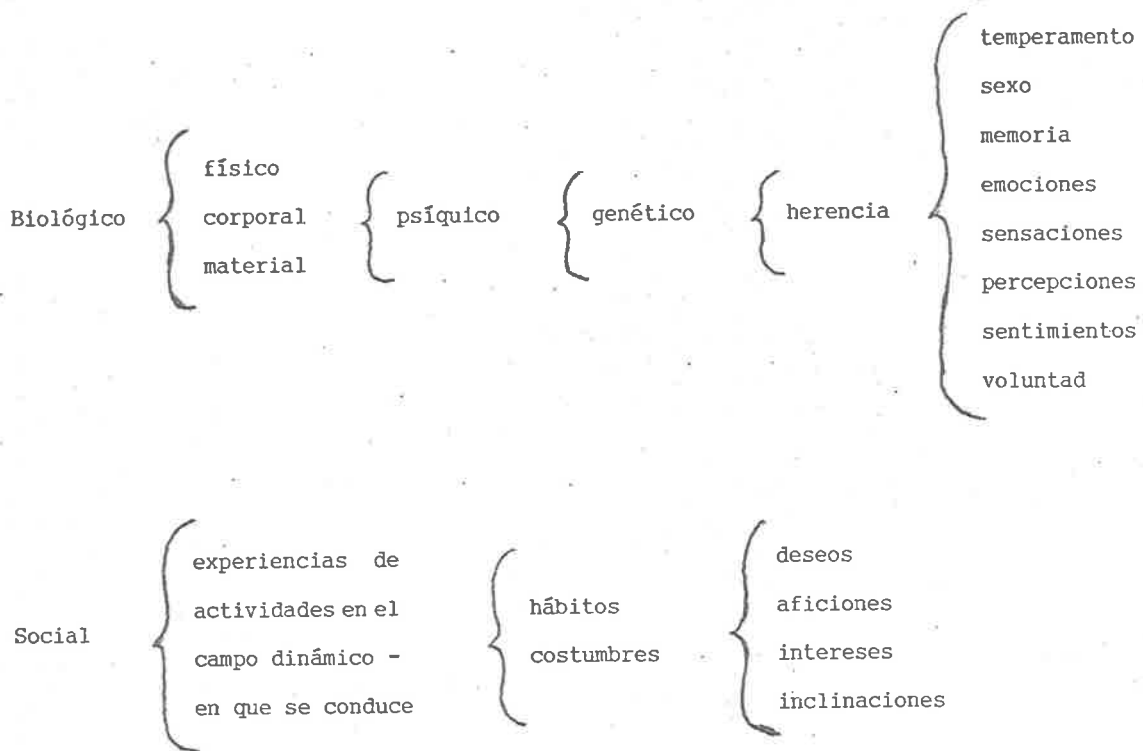 Biológico
físico
corporal
material
psíquico
genético
herencia
temperamento
sexo
memoria
emociones
sensaciones
percepciones
sentimientos
voluntad
Social
experiencias de
actividades en el
campo dinámico -
en que se conduce
hábitos
costumbres
deseos
aficiones
intereses
inclinaciones